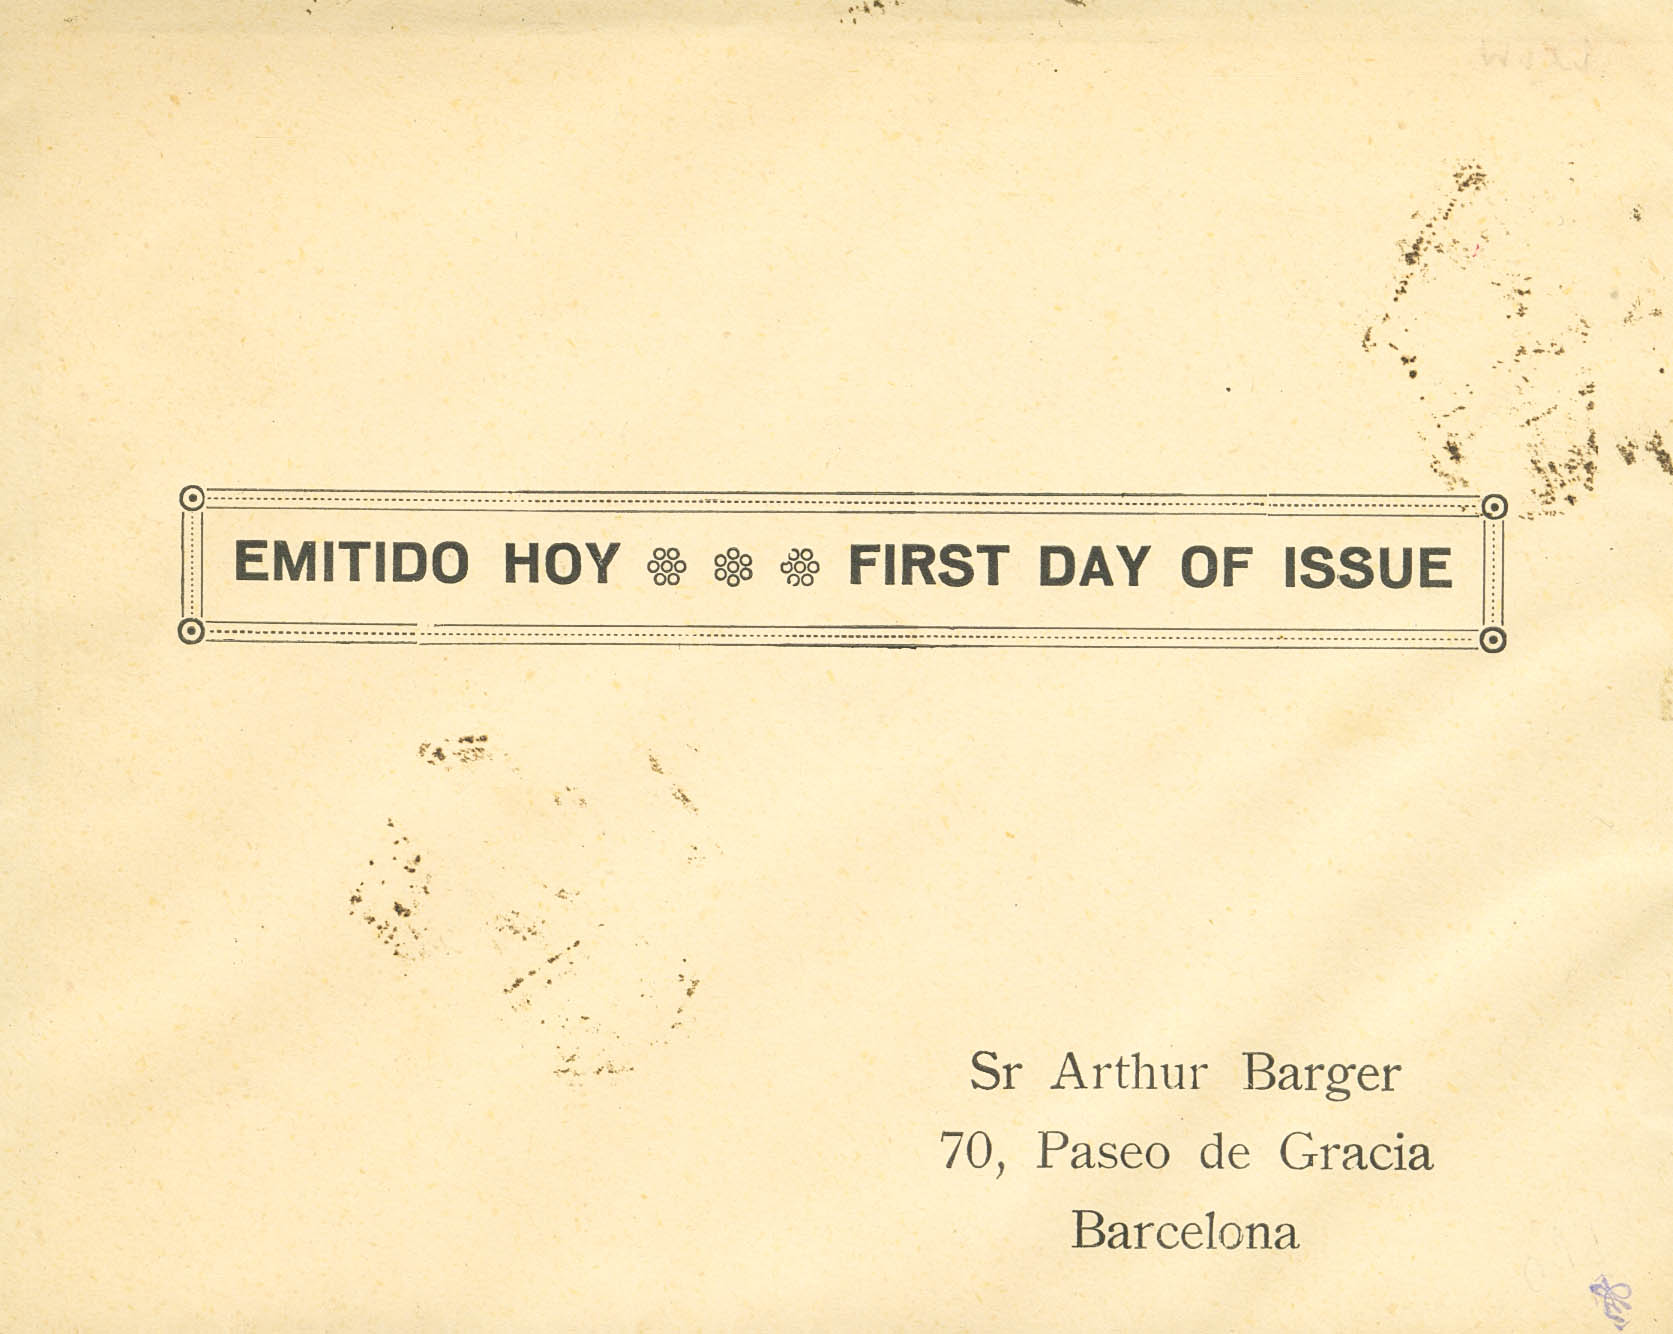 EMITIDO HOY FIRST DAY OF ISSUE
Sr Arthur Barger
70, Paseo de Gracia
Barcelona